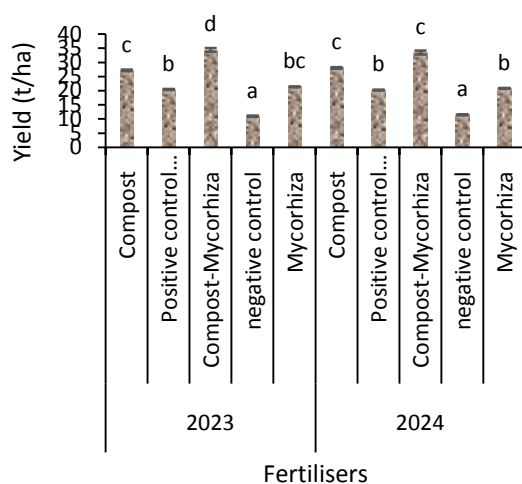 Yield (t/ha)
40
35
30
25
20
15
10
5
0
c
b
d
a
bc
c
b
c
a
b
Compost
Positive control...
Compost-Mycorhiza
negative control
Mycorhiza
Compost
Positive control...
Compost-Mycorhiza
negative control
Mycorhiza
2023
2024
Fertilisers